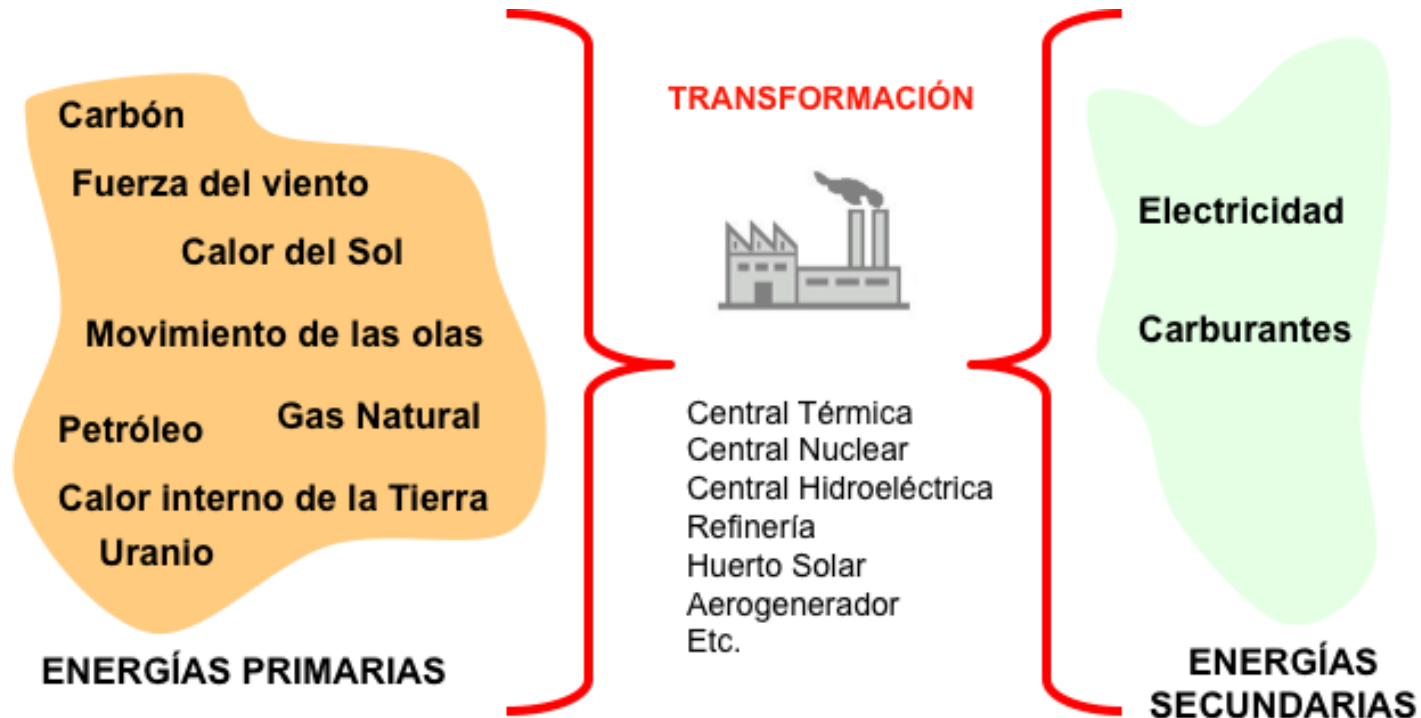 Carbón
Fuerza del viento
Calor del Sol
Movimiento de las olas
Petróleo
Gas Natural
Calor interno de la Tierra
Uranio
ENERGÍAS PRIMARIAS
TRANSFORMACIÓN
Central Térmica
Central Nuclear
Central Hidroeléctrica
Refinería
Huerto Solar
Aerogenerador
Etc.
Electricidad
Carburantes
ENERGÍAS
SECUNDARIAS